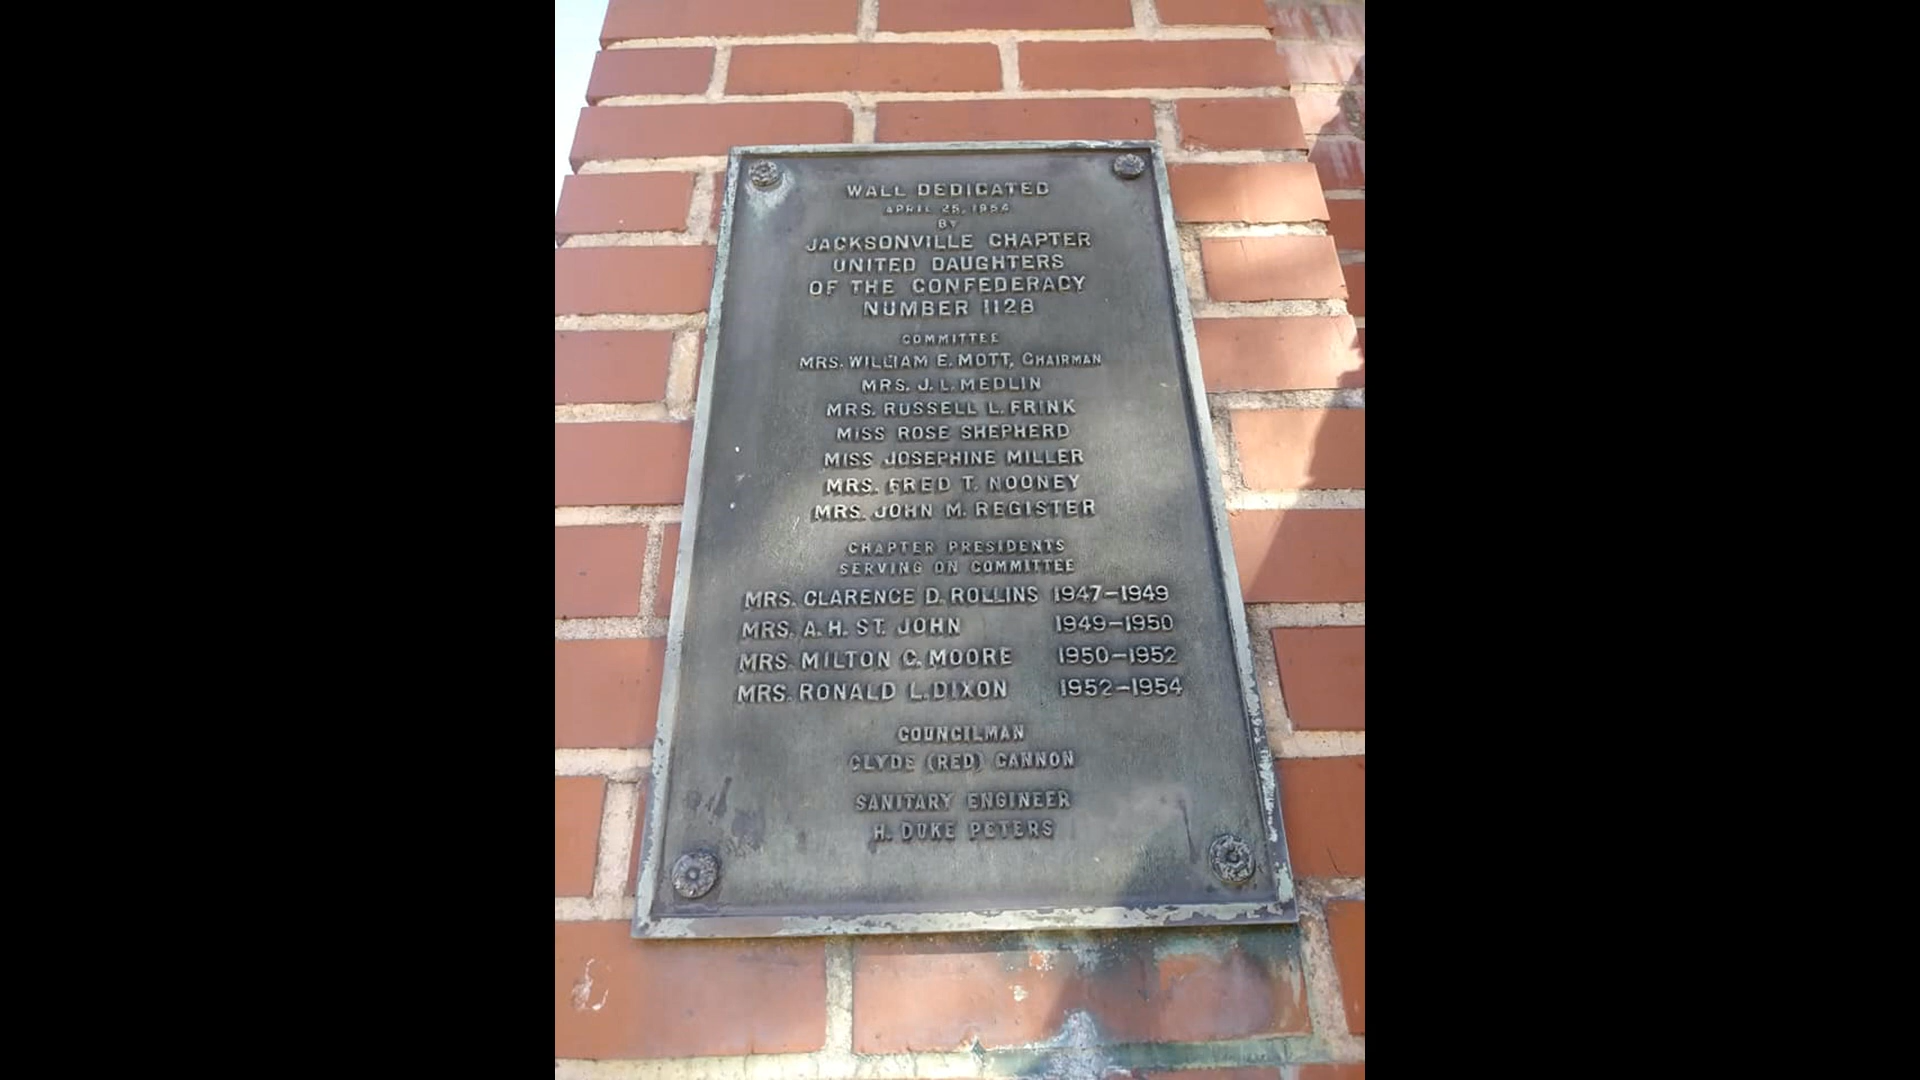 WALL DEDICATED
APRIL 25, 1954
BY
JACKSONVILLE CHAPTER
UNITED DAUGHTERS
OF THE CONFEDERACY
NUMBER 1128
COMMITTEE
MRS. WILLIAM E. MOTT, CHAIRMAN
MRS. J. L. MEDLIN
MRS. RUSSELL L. FRINK
MISS ROSE SHEPHERD
MISS JOSEPHINE MILLER
MRS. FRED T. NOONEY
MRS. JOHN M. REGISTER
CHAPTER PRESIDENTS
SERVING ON COMMITTEE
MRS. CLARENCE D. ROLLINS 1947-1949
MRS. A. H. ST. JOHN 1949-1950
MRS. MILTON C. MOORE 1950-1952
MRS. RONALD L. DIXON 1952-1954
COUNCILMAN
CLYDE (RED) CANNON
SANITARY ENGINEER
H. DUKE PETERS